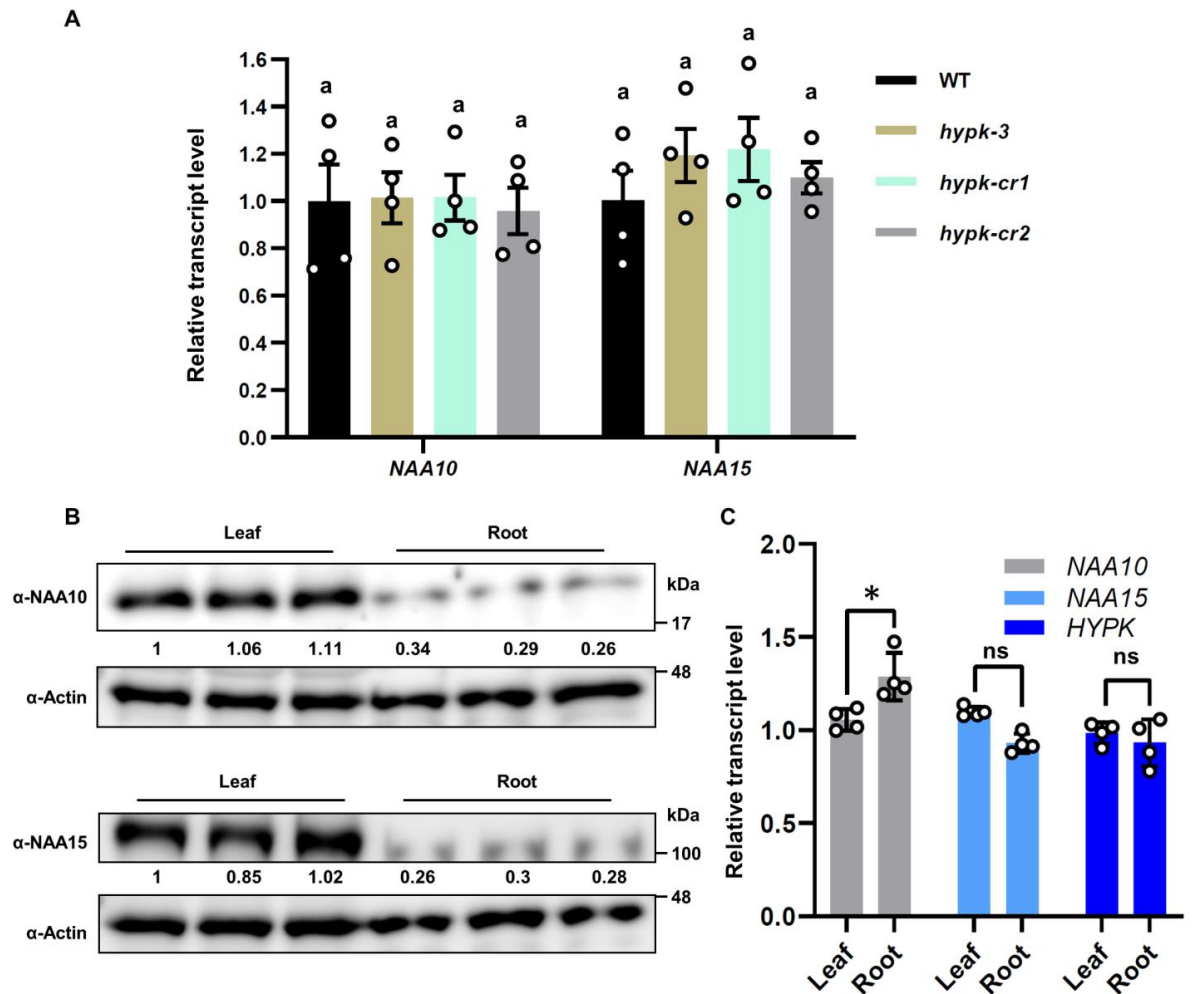 A
Relative transcript level
1.6
1.4
1.2
1.0
0.8
0.6
0.4
0.2
0.0
a a a a a a a a
NAA10 NAA15
WT
hypk-3
hypk-cr1
hypk-cr2
B
Leaf Root
α-NAA10
kDa
17
1 1.06 1.11 0.34 0.29 0.26
α-Actin
48
Leaf Root
α-NAA15
kDa
100
1 0.85 1.02 0.26 0.3 0.28
α-Actin
48
C
Relative transcript level
2.0
1.5
1.0
0.5
0.0
NAA10
NAA15
HYPK
* ns ns
Leaf Root Leaf Root Leaf Root